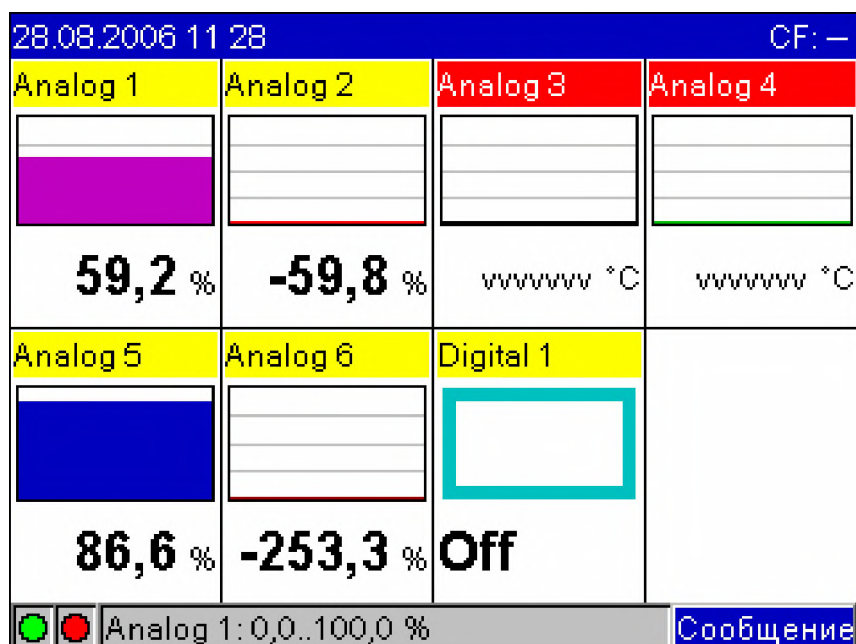 28.08.2006 11 28 CF: –
Analog 1 Analog 2 Analog 3 Analog 4
59,2 % -59,8 % vvvvvvv °C vvvvvvv °C
Analog 5 Analog 6 Digital 1
86,6 % -253,3 % Off
Analog 1: 0,0..100,0 % Сообщение